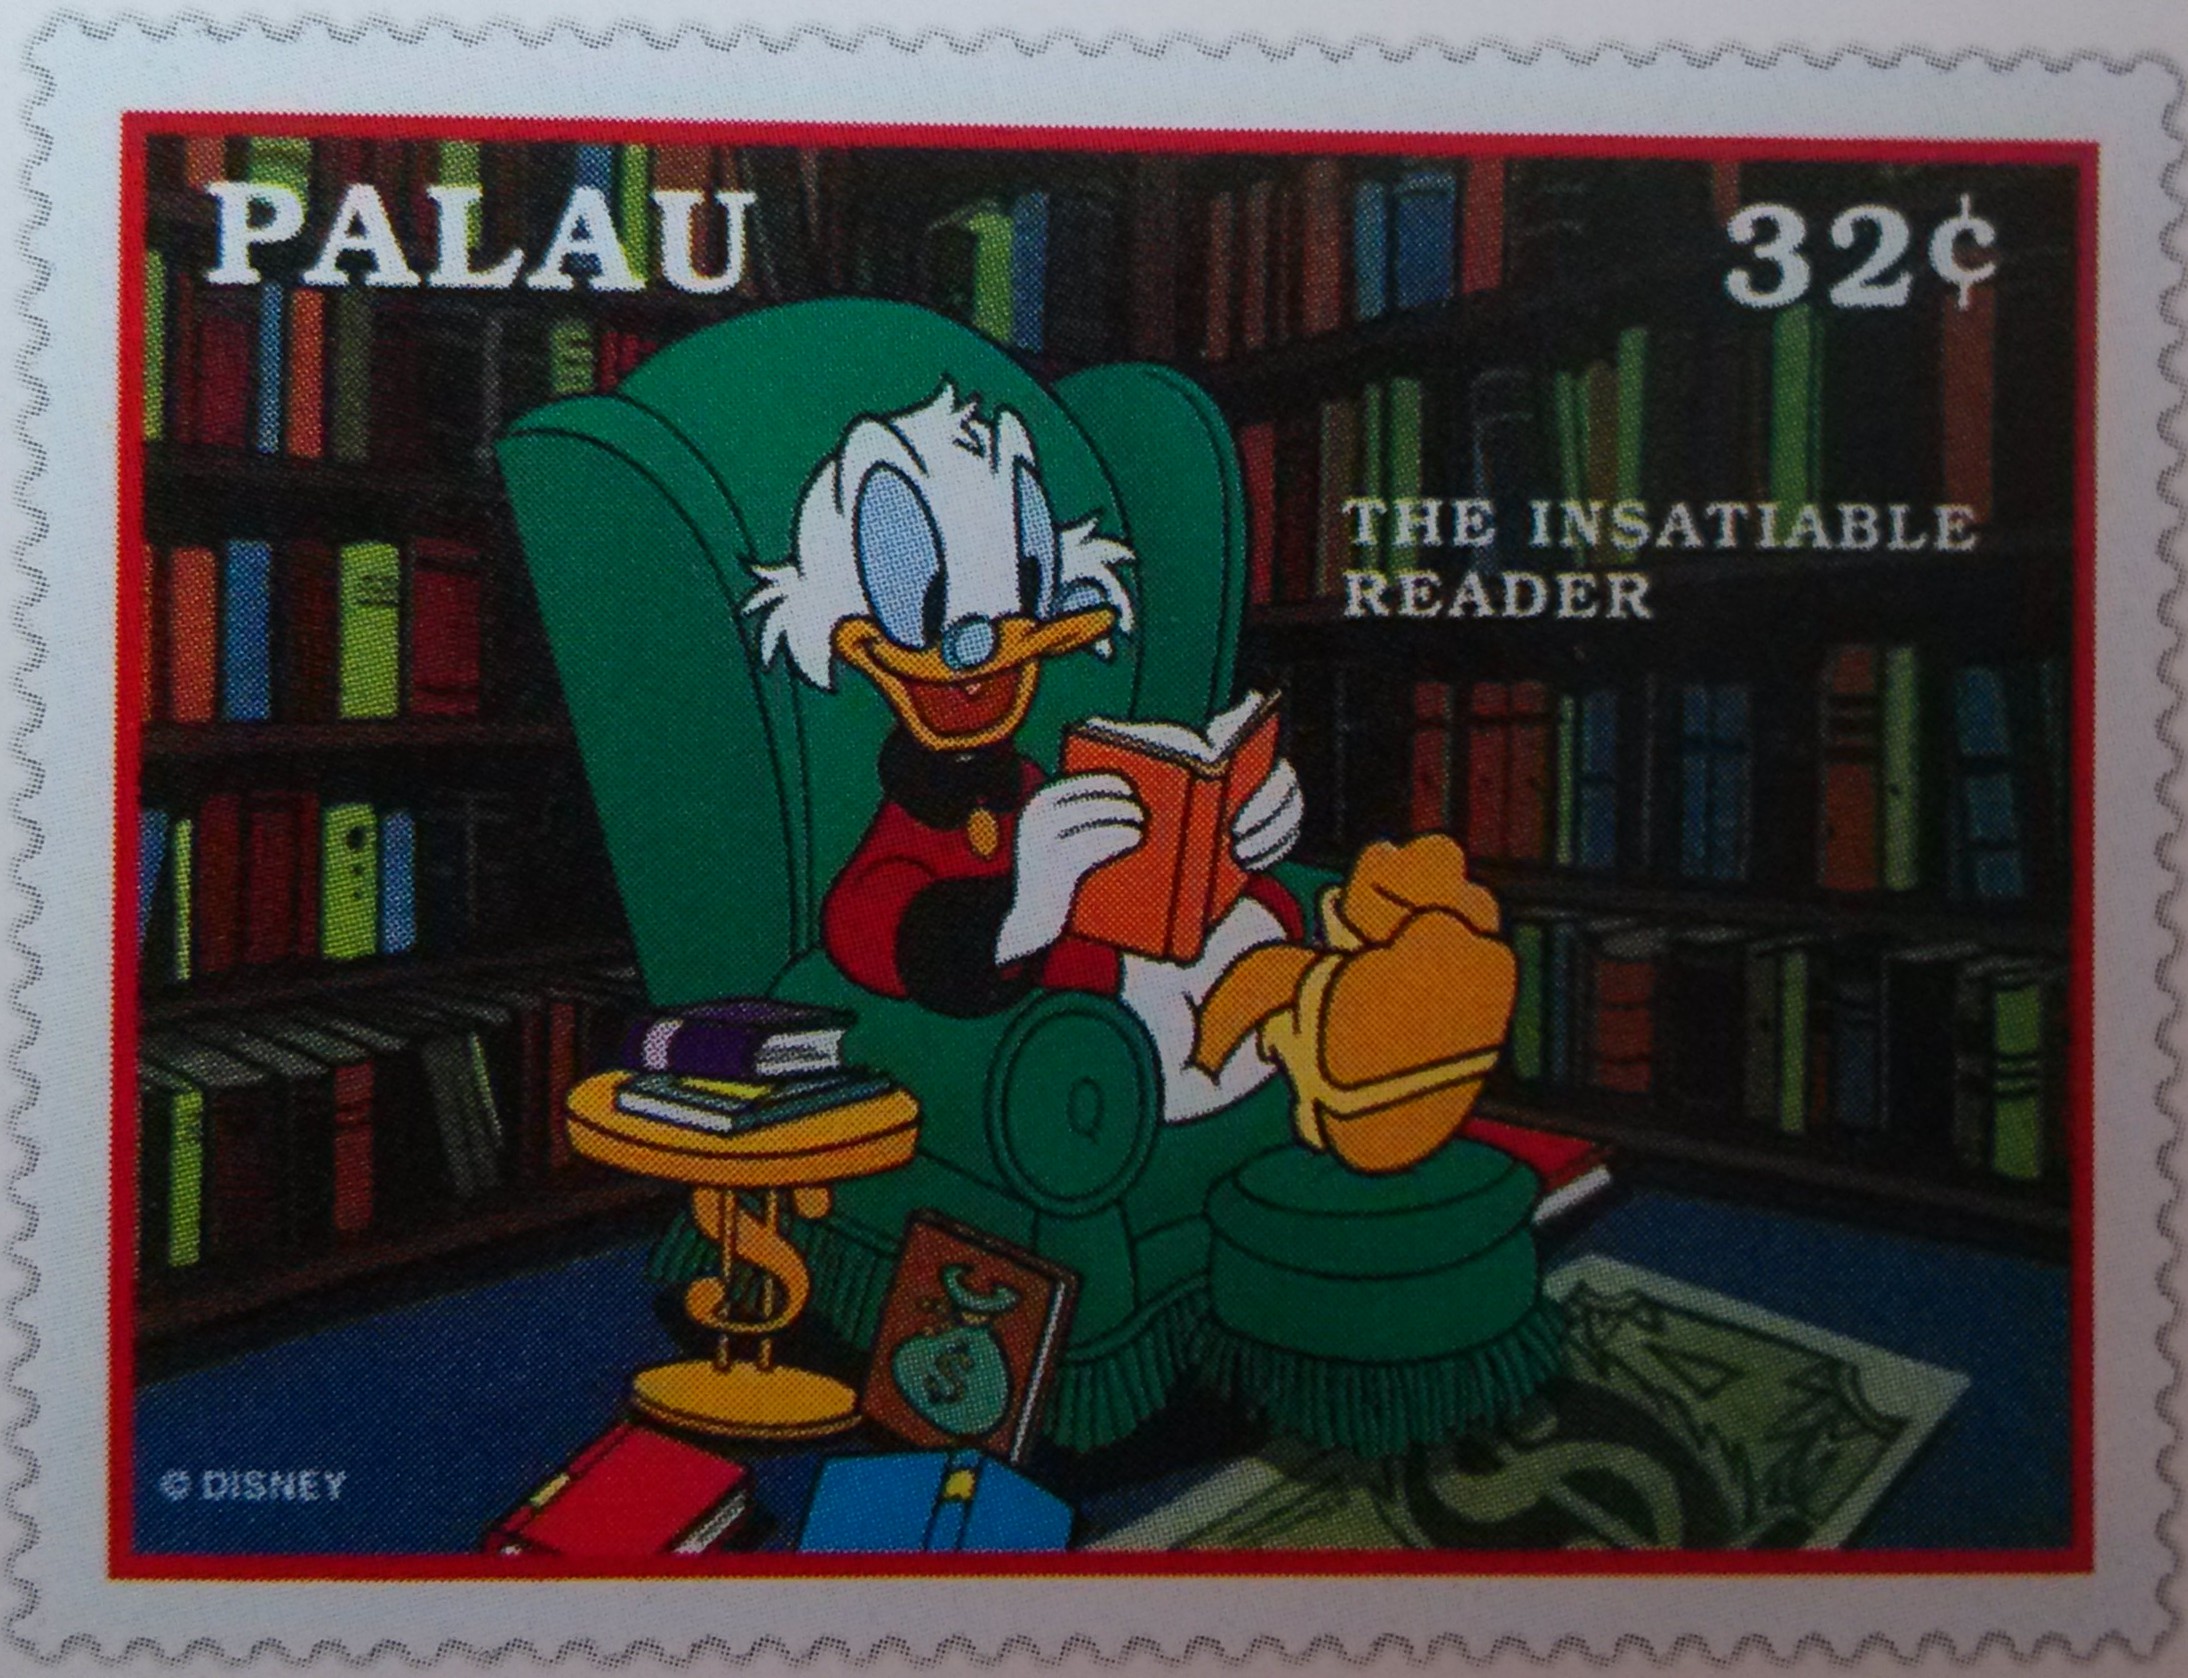 PALAU
32¢
THE INSATIABLE
READER
$
$
© DISNEY